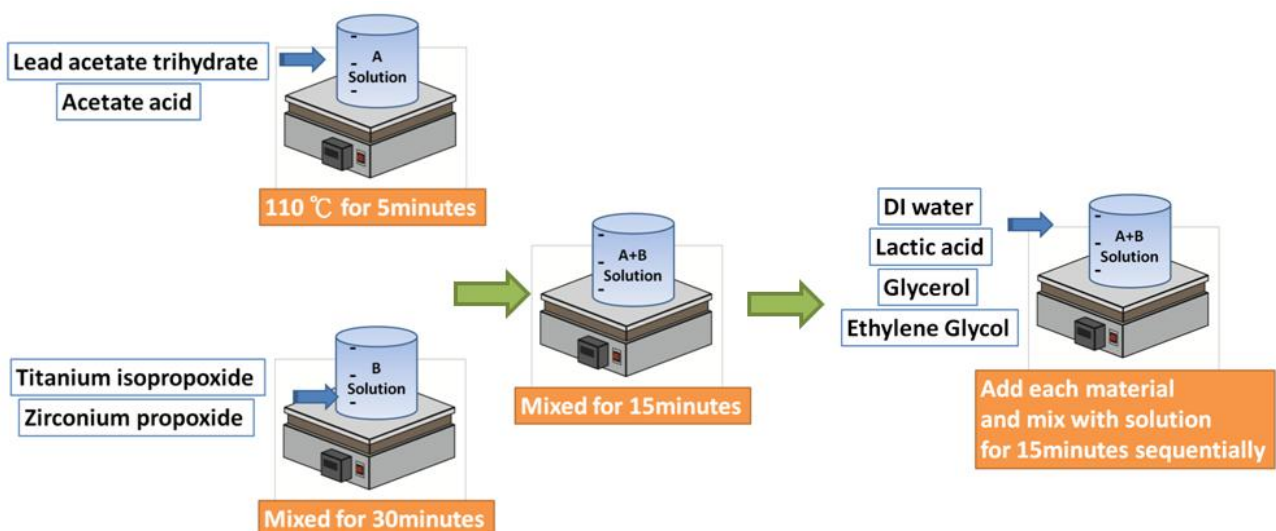 Lead acetate trihydrate
Acetate acid
A
Solution
110 ℃ for 5minutes
Titanium isopropoxide
Zirconium propoxide
B
Solution
Mixed for 30minutes
A+B
Solution
Mixed for 15minutes
DI water
Lactic acid
Glycerol
Ethylene Glycol
A+B
Solution
Add each material
and mix with solution
for 15minutes sequentially